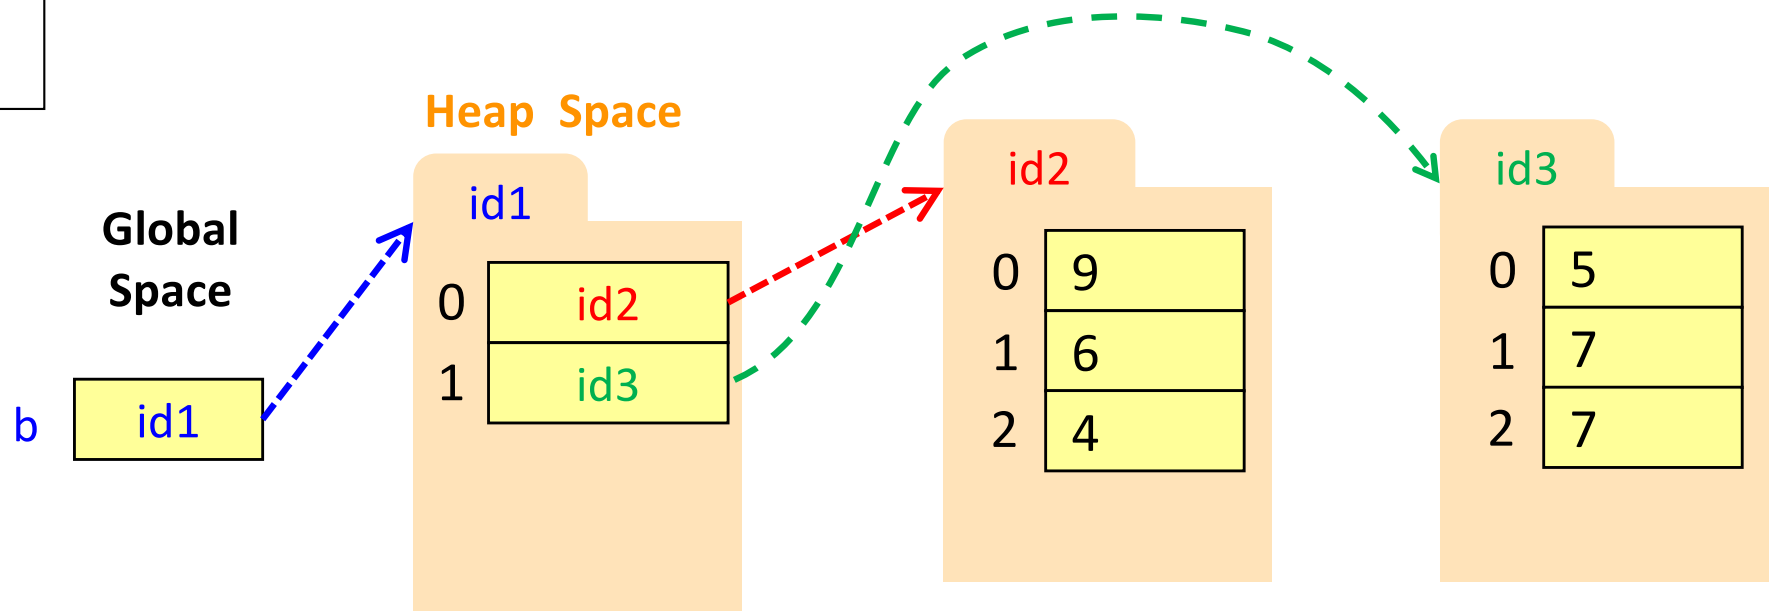 Heap Space
Global
Space
b
id1
id1
0 id2
1 id3
id2
0 9
1 6
2 4
id3
0 5
1 7
2 7